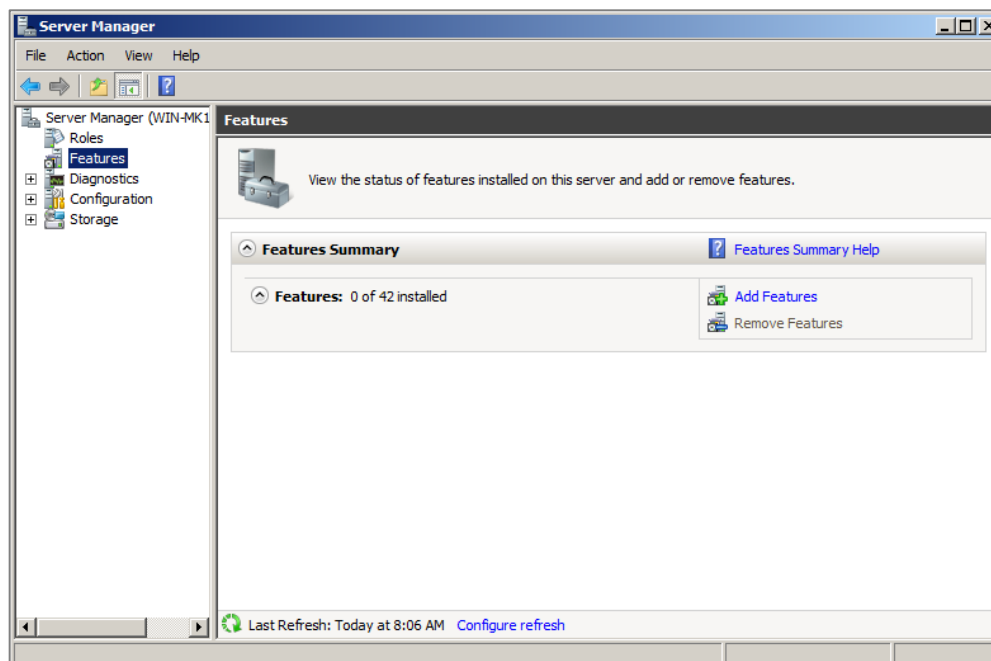 Server Manager
File Action View Help
Server Manager (WIN-MK1
Roles
Features
Diagnostics
Configuration
Storage
Features
View the status of features installed on this server and add or remove features.
Features Summary
Features Summary Help
Features: 0 of 42 installed
Add Features
Remove Features
Last Refresh: Today at 8:06 AM Configure refresh